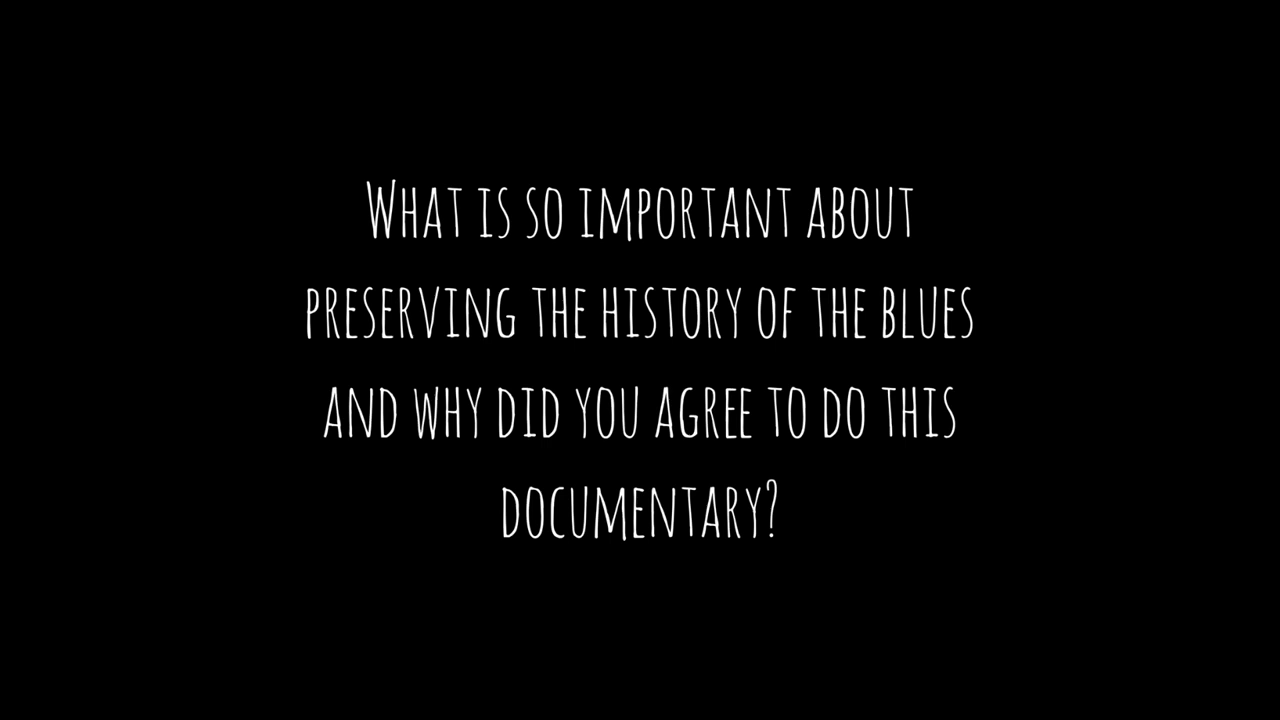 What is so important about
preserving the history of the blues
and why did you agree to do this
documentary?